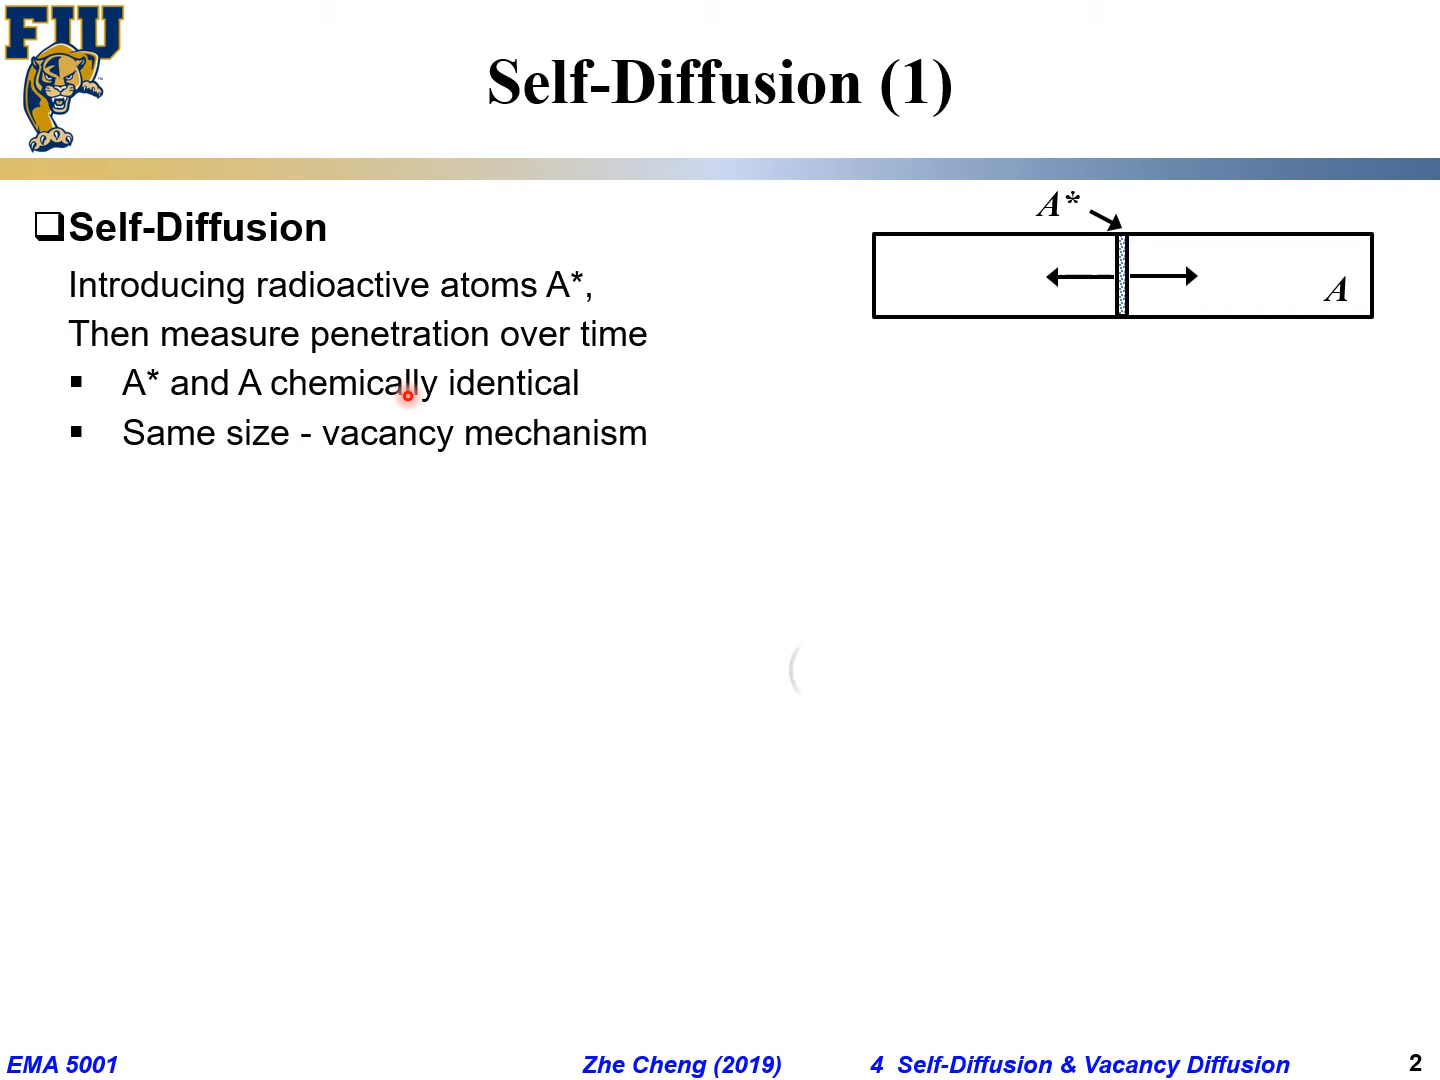 FIU
Self-Diffusion (1)
A*
Self-Diffusion
Introducing radioactive atoms A*,
A
Then measure penetration over time
▪ A* and A chemically identical
▪ Same size - vacancy mechanism
EMA 5001
Zhe Cheng (2019)
4 Self-Diffusion & Vacancy Diffusion
2